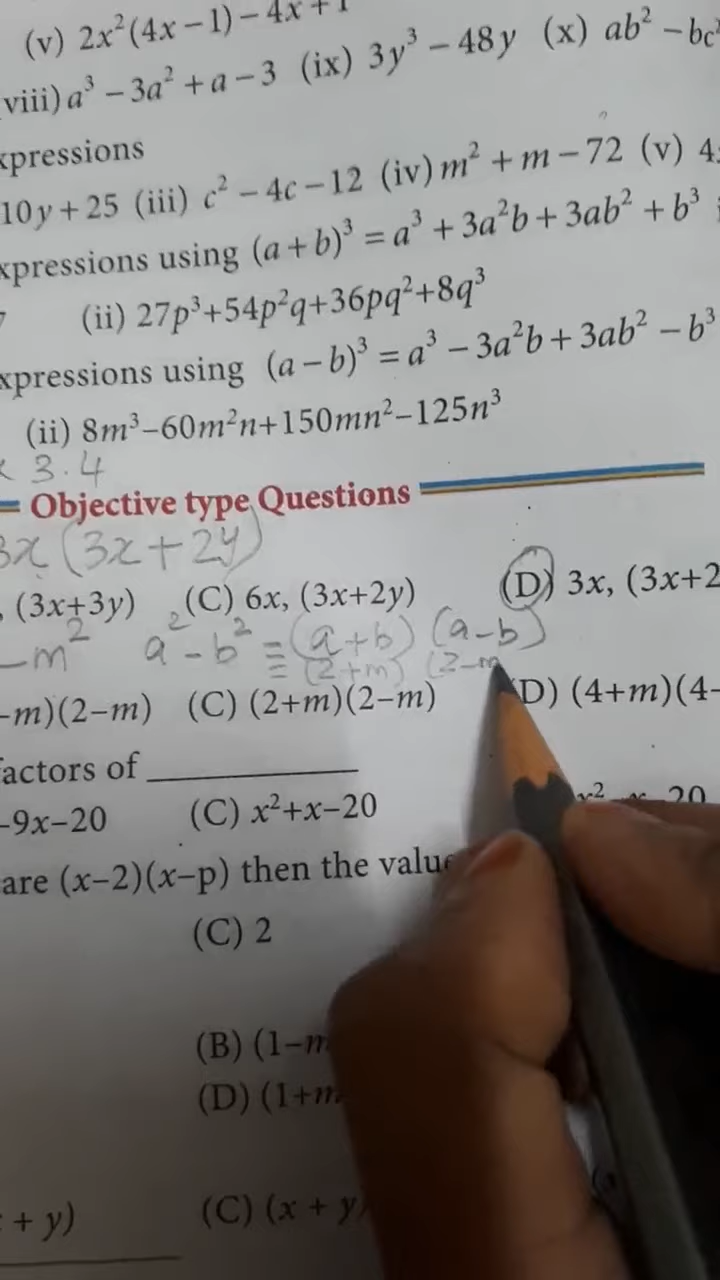 (v) 2x²(4x−1)−4x+1
viii) a³ − 3a² + a − 3 (ix) 3y³ − 48y (x) ab² − bc
xpressions
10y + 25 (iii) c² − 4c − 12 (iv) m² + m − 72 (v) 4
xpressions using (a + b)³ = a³ + 3a²b + 3ab² + b³
(ii) 27p³+54p²q+36pq²+8q³
xpressions using (a − b)³ = a³ − 3a²b + 3ab² − b³
(ii) 8m³−60m²n+150mn²−125n³
3.4
Objective type Questions
3x (3x+2y)
, (3x+3y) (C) 6x, (3x+2y) (D) 3x, (3x+2
−m² a² − b² = (a+b) (a−b)
= (2+m) (2−m
−m)(2−m) (C) (2+m)(2−m) (D) (4+m)(4−
actors of
−9x−20 (C) x²+x−20
are (x−2)(x−p) then the valu
(C) 2
(B) (1−m
(D) (1+m
+ y) (C) (x + y